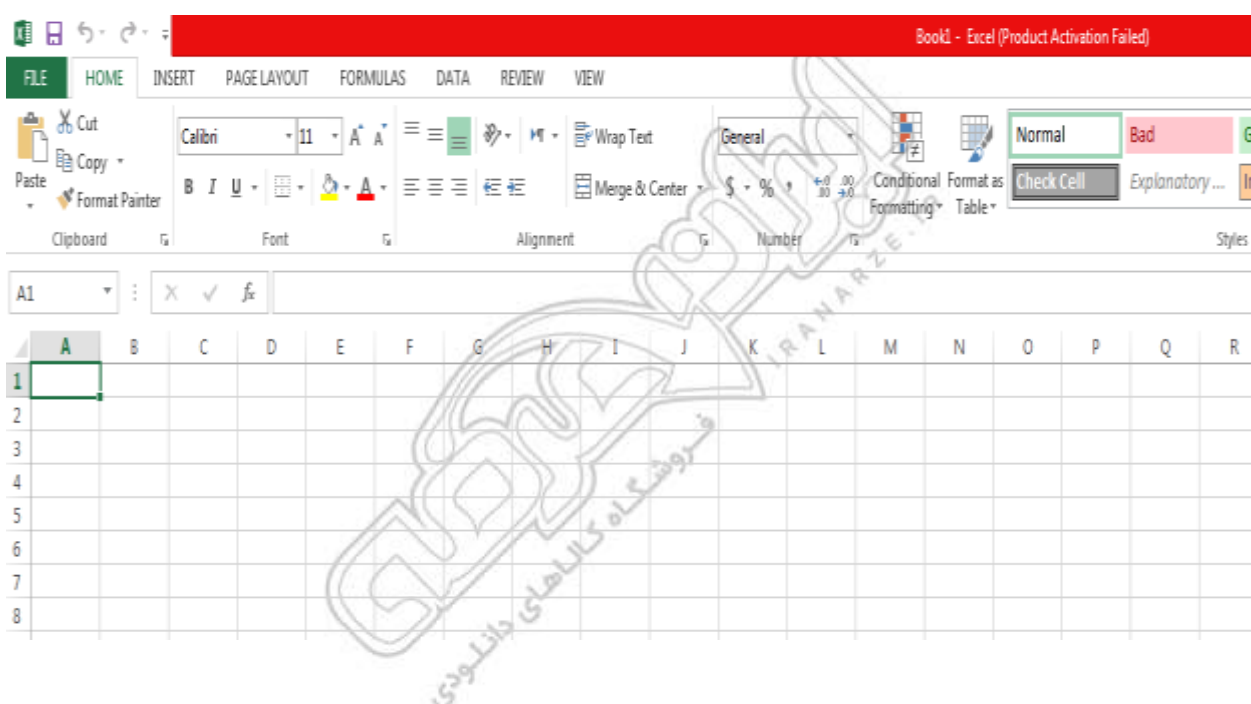 Book1 - Excel (Product Activation Failed)
FILE HOME INSERT PAGE LAYOUT FORMULAS DATA REVIEW VIEW
Cut
Copy
Format Painter
Paste
Clipboard
Calibri 11
A A
B I U A
Font
Wrap Text
Merge & Center
Alignment
General
$ % ,
Number
Conditional Formatting
Format as Table
Normal Bad
Check Cell Explanatory ...
Styles
A1 fx
A B C D E F G H I J K L M N O P Q R
1
2
3
4
5
6
7
8
IRANARZE.IR
فروشگاه کالاهای دانلودی